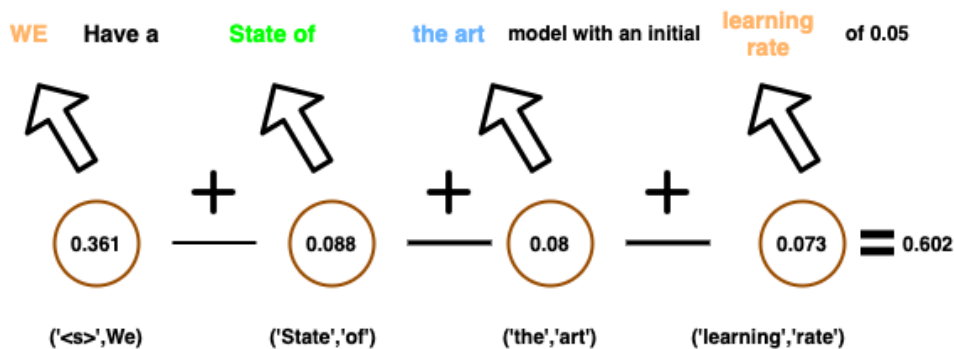 WE Have a State of the art model with an initial learning rate of 0.05
+ + +
0.361 0.088 0.08 0.073 = 0.602
('<s>',We) ('State','of') ('the','art') ('learning','rate')